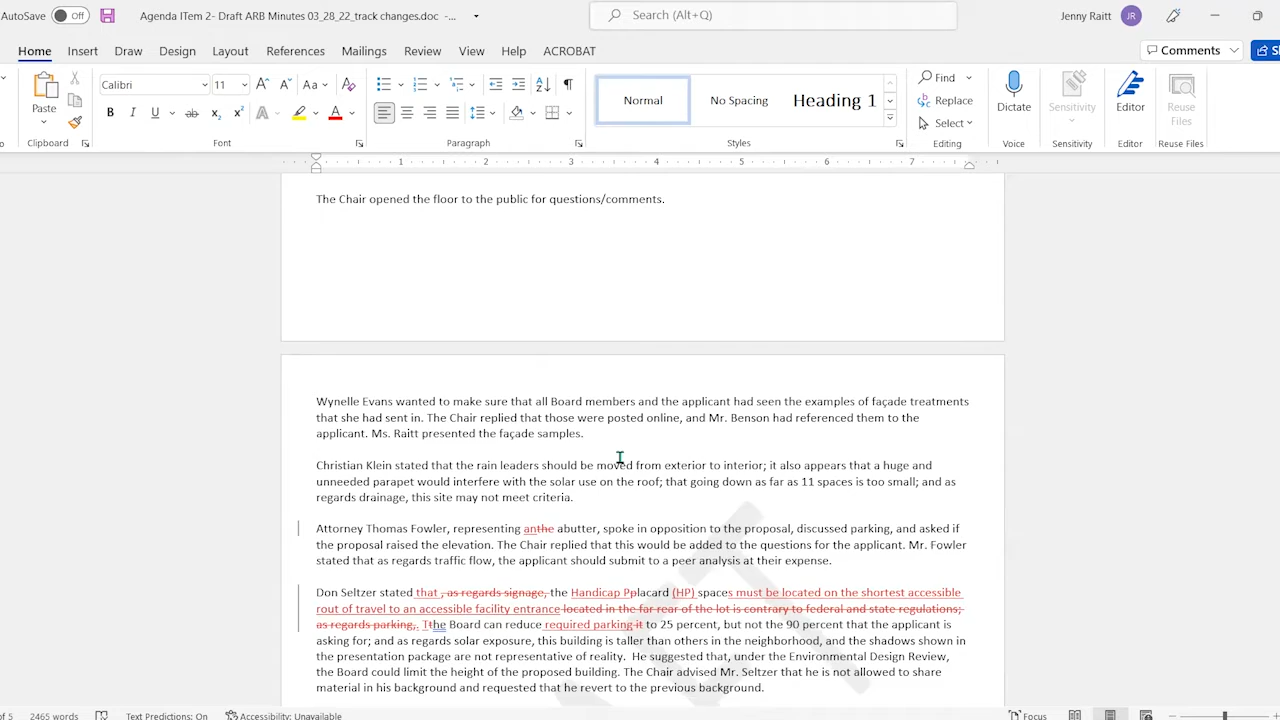 AutoSave Off Agenda ITem 2- Draft ARB Minutes 03_28_22_track changes.doc -... Search (Alt+Q) Jenny Raitt JR
Home Insert Draw Design Layout References Mailings Review View Help ACROBAT Comments
Paste Calibri 11 Aa Normal No Spacing Heading 1 Find Replace Select Dictate Sensitivity Editor Reuse Files
Clipboard Font Paragraph Styles Editing Voice Sensitivity Editor Reuse Files
1 2 3 4 5 6 7
The Chair opened the floor to the public for questions/comments.
Wynelle Evans wanted to make sure that all Board members and the applicant had seen the examples of façade treatments
that she had sent in. The Chair replied that those were posted online, and Mr. Benson had referenced them to the
applicant. Ms. Raitt presented the façade samples.
Christian Klein stated that the rain leaders should be moved from exterior to interior; it also appears that a huge and
unneeded parapet would interfere with the solar use on the roof; that going down as far as 11 spaces is too small; and as
regards drainage, this site may not meet criteria.
Attorney Thomas Fowler, representing anthe abutter, spoke in opposition to the proposal, discussed parking, and asked if
the proposal raised the elevation. The Chair replied that this would be added to the questions for the applicant. Mr. Fowler
stated that as regards traffic flow, the applicant should submit to a peer analysis at their expense.
Don Seltzer stated that , as regards signage, the Handicap Pplacard (HP) spaces must be located on the shortest accessible
rout of travel to an accessible facility entrance located in the far rear of the lot is contrary to federal and state regulations;
as regards parking,. Tthe Board can reduce required parking it to 25 percent, but not the 90 percent that the applicant is
asking for; and as regards solar exposure, this building is taller than others in the neighborhood, and the shadows shown in
the presentation package are not representative of reality. He suggested that, under the Environmental Design Review,
the Board could limit the height of the proposed building. The Chair advised Mr. Seltzer that he is not allowed to share
material in his background and requested that he revert to the previous background.
of 5 2465 words Text Predictions: On Accessibility: Unavailable Focus